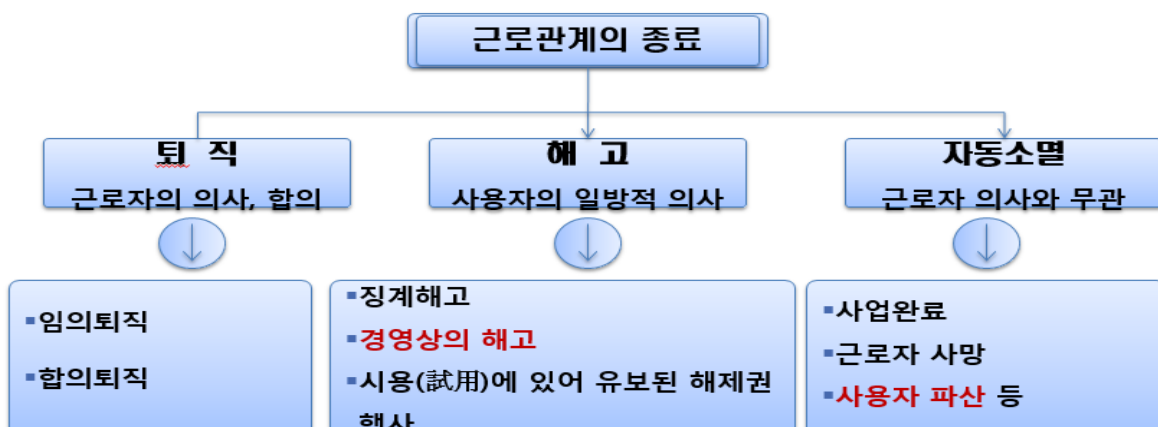 근로관계의 종료
퇴 직
근로자의 의사, 합의
해 고
사용자의 일방적 의사
자동소멸
근로자 의사와 무관
▪임의퇴직
▪합의퇴직
▪징계해고
▪경영상의 해고
▪시용(試用)에 있어 유보된 해제권
행사
▪사업완료
▪근로자 사망
▪사용자 파산 등